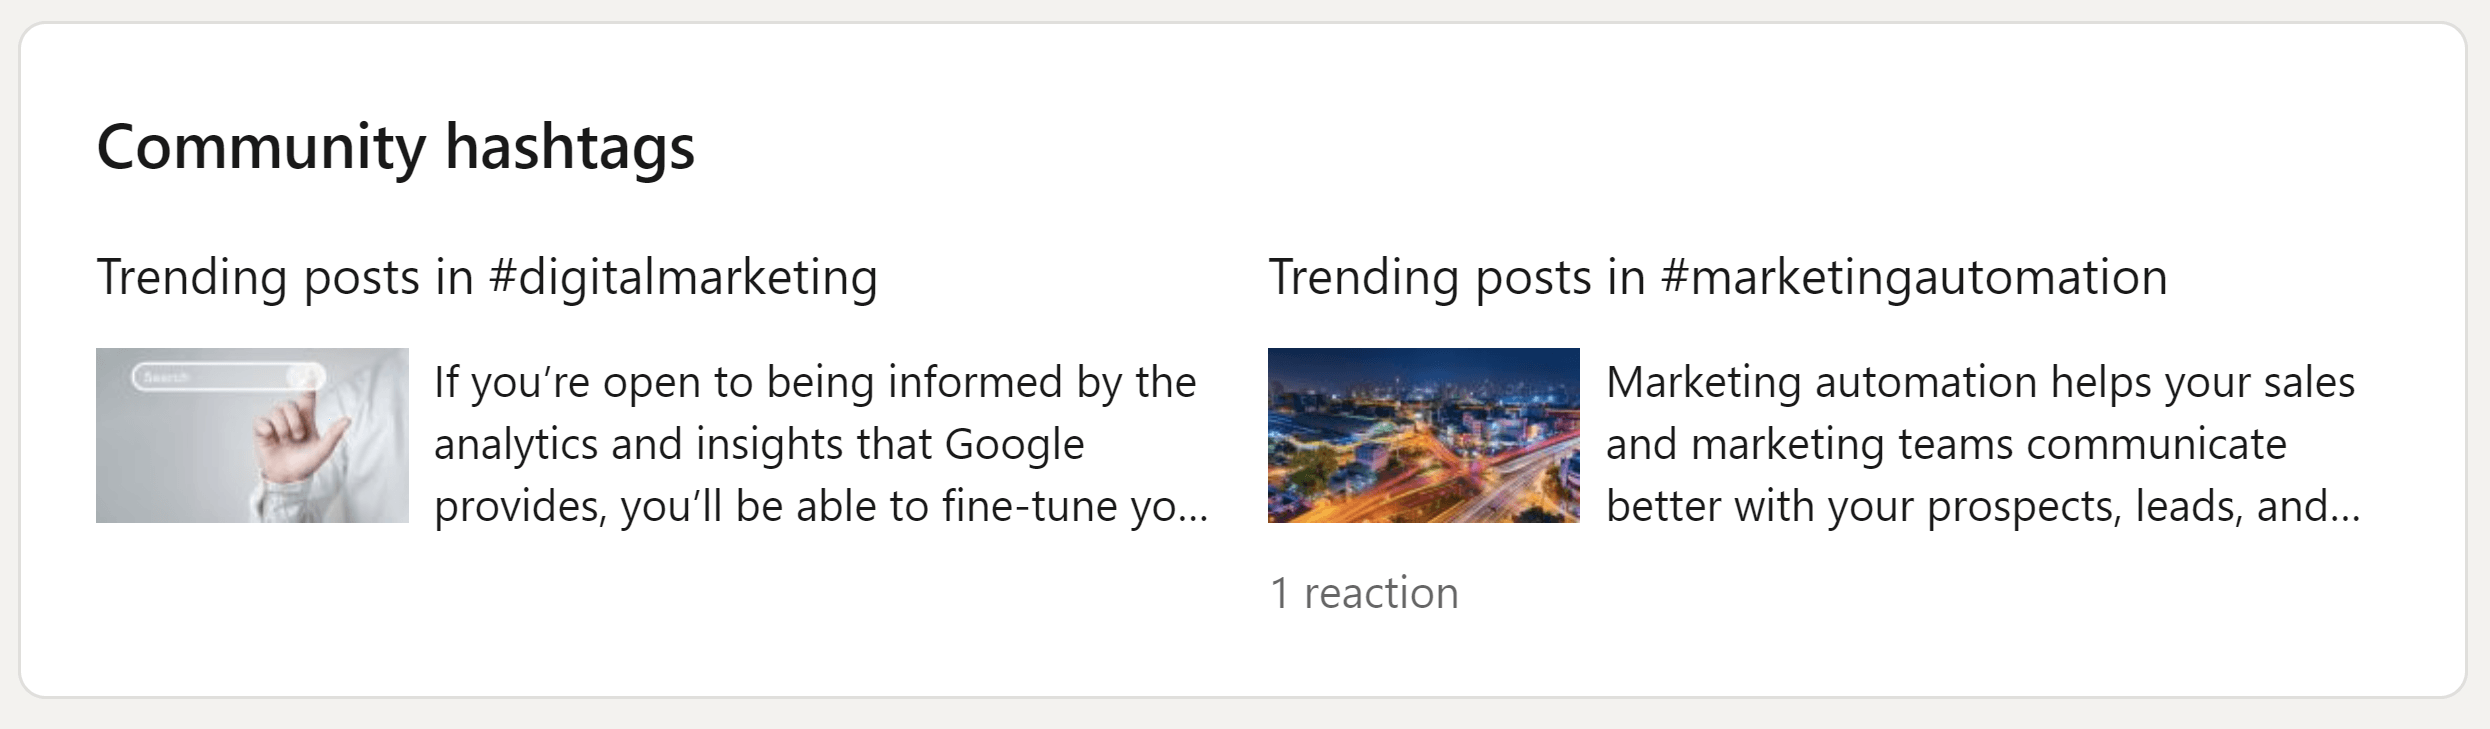 Community hashtags
Trending posts in #digitalmarketing
Search
If you’re open to being informed by the
analytics and insights that Google
provides, you’ll be able to fine-tune yo...
Trending posts in #marketingautomation
Marketing automation helps your sales
and marketing teams communicate
better with your prospects, leads, and...
1 reaction